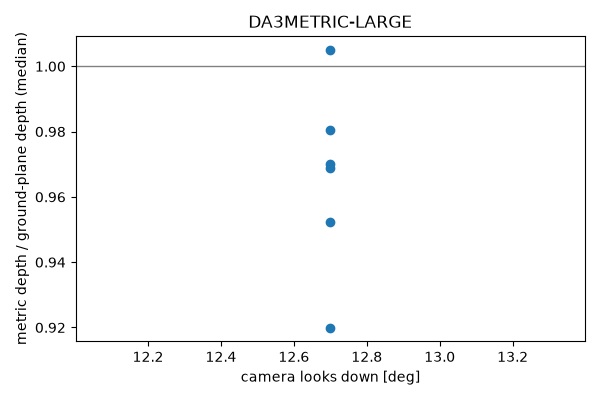 DA3METRIC-LARGE
metric depth / ground-plane depth (median)
1.00
0.98
0.96
0.94
0.92
12.2 12.4 12.6 12.8 13.0 13.2
camera looks down [deg]